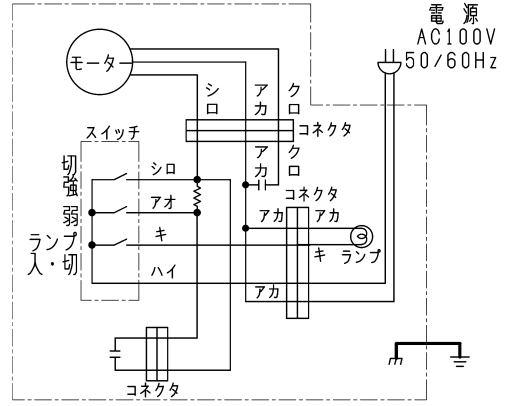 電 源
AC100V
50/60Hz
モータ
シロ
アカ
クロ
コネクタ
スイッチ
アカ
クロ
切
強
弱
ランプ
入・切
シロ
アオ
キ
ハイ
コネクタ
アカ
アカ
キ
ランプ
アカ
コネクタ